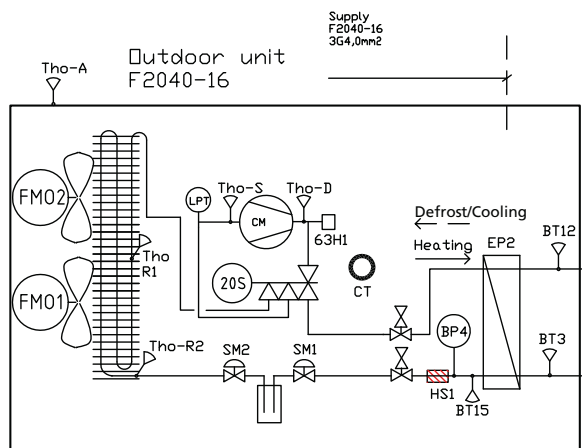 Supply
F2040-16
3G4,0mm2
Outdoor unit
F2040-16
Tho-A
FM02
FM01
Tho
R1
Tho-R2
LPT
Tho-S
Tho-D
CM
63H1
20S
CT
Defrost/Cooling
Heating
EP2
BT12
BP4
BT3
SM2
SM1
HS1
BT15